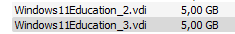 Windows11Education_2.vdi 5,00 GB
Windows11Education_3.vdi 5,00 GB